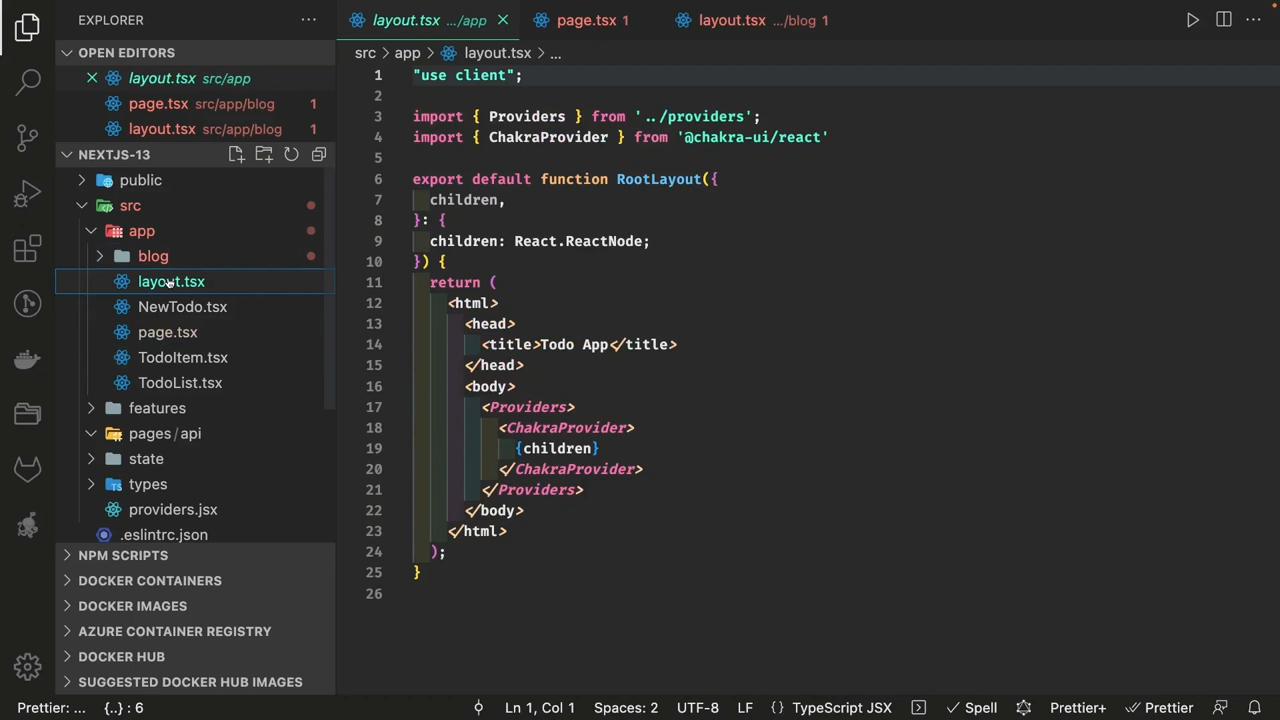 EXPLORER
OPEN EDITORS
layout.tsx src/app
page.tsx src/app/blog 1
layout.tsx src/app/blog 1
NEXTJS-13
public
src
app
blog
layout.tsx
NewTodo.tsx
page.tsx
TodoItem.tsx
TodoList.tsx
features
pages/api
state
types
providers.jsx
.eslintrc.json
NPM SCRIPTS
DOCKER CONTAINERS
DOCKER IMAGES
AZURE CONTAINER REGISTRY
DOCKER HUB
SUGGESTED DOCKER HUB IMAGES
layout.tsx .../app page.tsx 1 layout.tsx .../blog 1
src > app > layout.tsx > ...
1 "use client";
2
3 import { Providers } from '../providers';
4 import { ChakraProvider } from '@chakra-ui/react'
5
6 export default function RootLayout({
7 children,
8 }: {
9 children: React.ReactNode;
10 }) {
11 return (
12 <html>
13 <head>
14 <title>Todo App</title>
15 </head>
16 <body>
17 <Providers>
18 <ChakraProvider>
19 {children}
20 </ChakraProvider>
21 </Providers>
22 </body>
23 </html>
24 );
25 }
26
Prettier: ... {..} : 6 Ln 1, Col 1 Spaces: 2 UTF-8 LF {} TypeScript JSX Spell Prettier+ Prettier